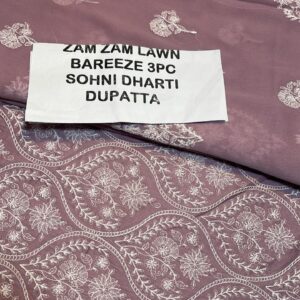 ZAM ZAM LAWN
BAREEZE 3PC
SOHNI DHARTI
DUPATTA